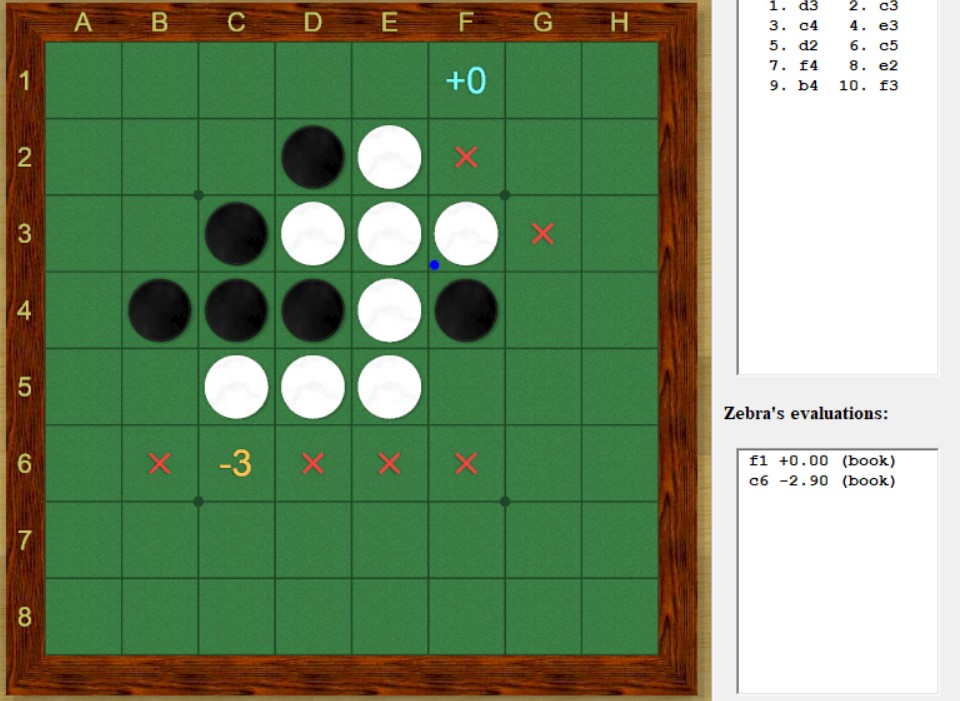 A B C D E F G H
1
2
3
4
5
6
7
8
+0
-3
1. d3 2. c3
3. c4 4. e3
5. d2 6. c5
7. f4 8. e2
9. b4 10. f3
Zebra's evaluations:
f1 +0.00 (book)
c6 -2.90 (book)